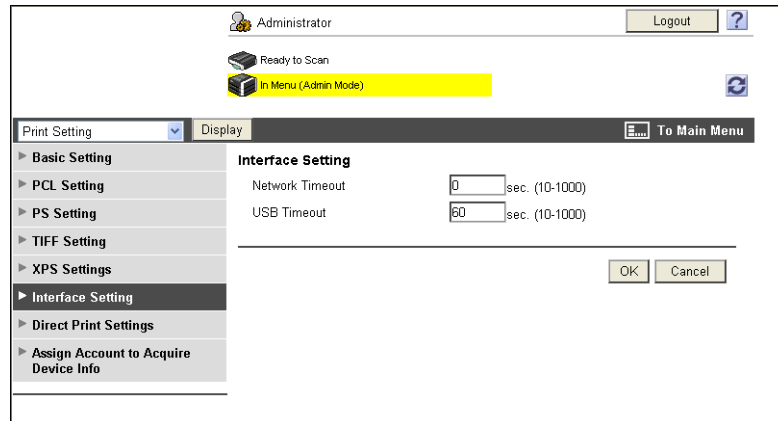 Administrator
Logout
?
Ready to Scan
In Menu (Admin Mode)
Print Setting
Display
To Main Menu
Basic Setting
PCL Setting
PS Setting
TIFF Setting
XPS Settings
Interface Setting
Direct Print Settings
Assign Account to Acquire
Device Info
Interface Setting
Network Timeout 0 sec. (10-1000)
USB Timeout 60 sec. (10-1000)
OK Cancel